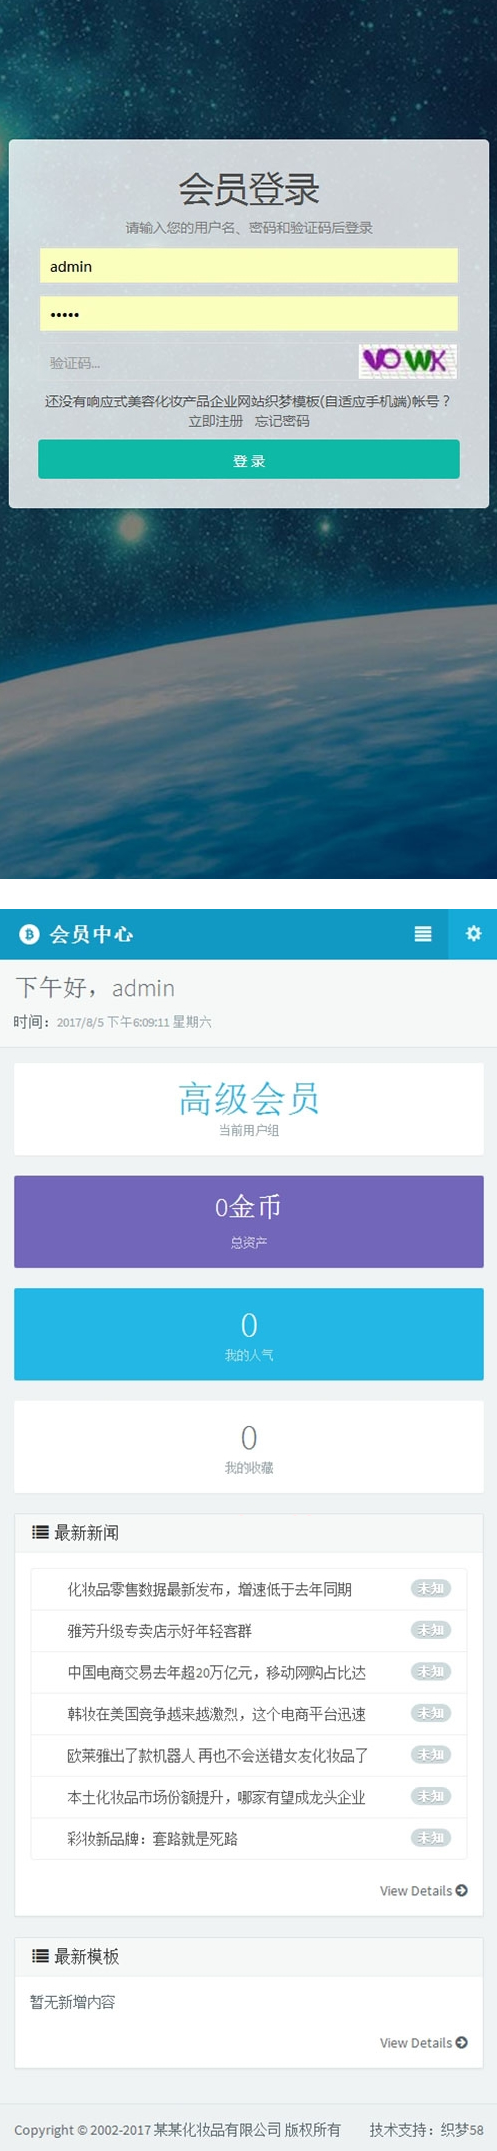 会员登录
请输入您的用户名、密码和验证码后登录
admin
•••••
验证码...
VOWK
还没有响应式美容化妆产品企业网站织梦模板(自适应手机端)帐号？
立即注册 忘记密码
登 录
会员中心
下午好，admin
时间：2017/8/5 下午6:09:11 星期六
高级会员
当前用户组
0金币
总资产
0
我的人气
0
我的收藏
最新新闻
化妆品零售数据最新发布，增速低于去年同期 未知
雅芳升级专卖店示好年轻客群 未知
中国电商交易去年超20万亿元，移动网购占比达 未知
韩妆在美国竞争越来越激烈，这个电商平台迅速 未知
欧莱雅出了款机器人 再也不会送错女友化妆品了 未知
本土化妆品市场份额提升，哪家有望成龙头企业 未知
彩妆新品牌：套路就是死路 未知
View Details
最新模板
暂无新增内容
View Details
Copyright © 2002-2017 某某化妆品有限公司 版权所有 技术支持：织梦58